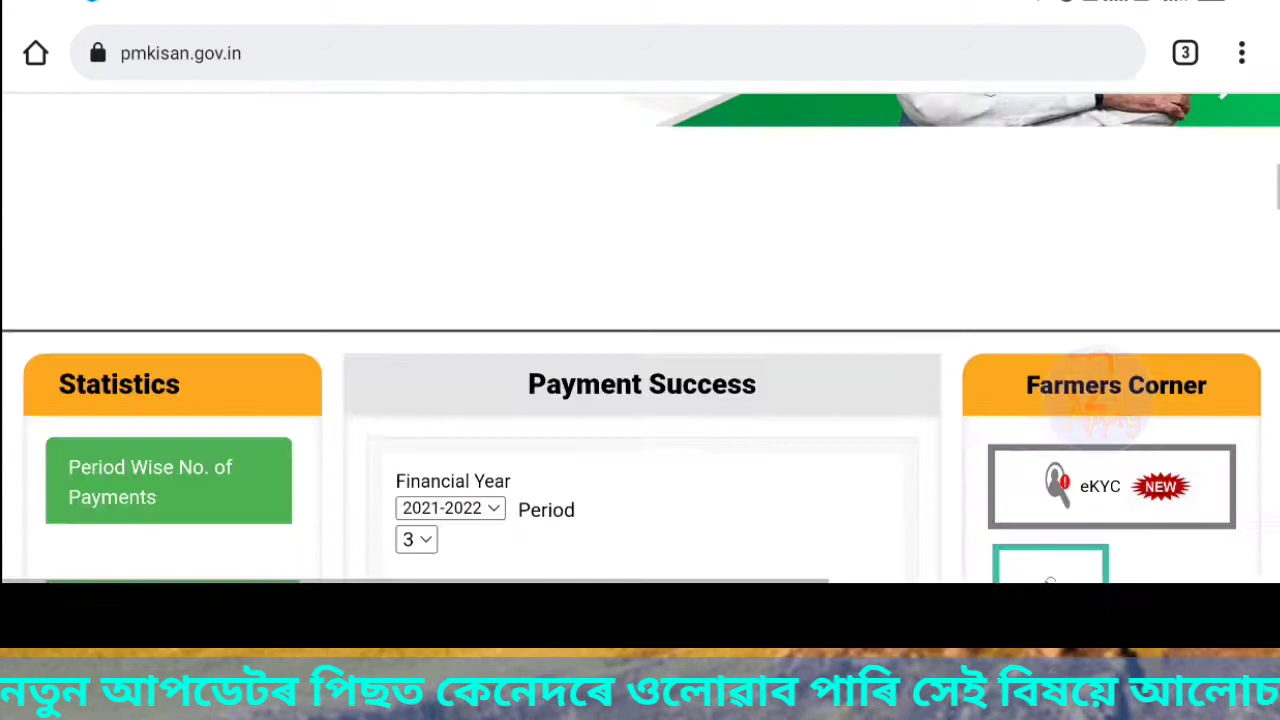 3
pmkisan.gov.in
Statistics
Payment Success
Farmers Corner
Period Wise No. of
Payments
Financial Year
2021-2022
Period
3
eKYC
NEW
নতুন আপডেটৰ পিছত কেনেদৰে ওলোৱাব পাৰি সেই বিষয়ে আলোচ